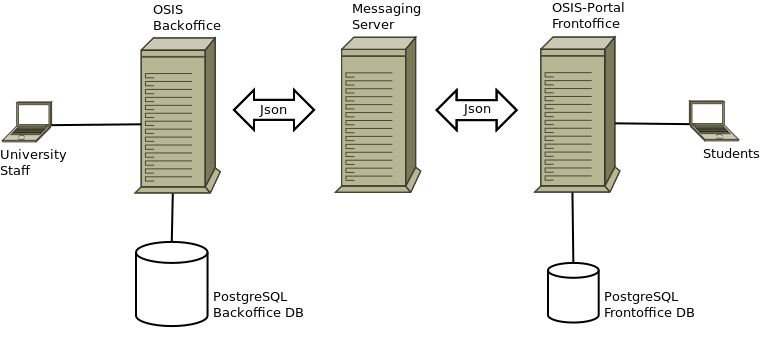 OSIS
Backoffice
Messaging
Server
OSIS-Portal
Frontoffice
Json
Json
University
Staff
Students
PostgreSQL
Backoffice DB
PostgreSQL
Frontoffice DB